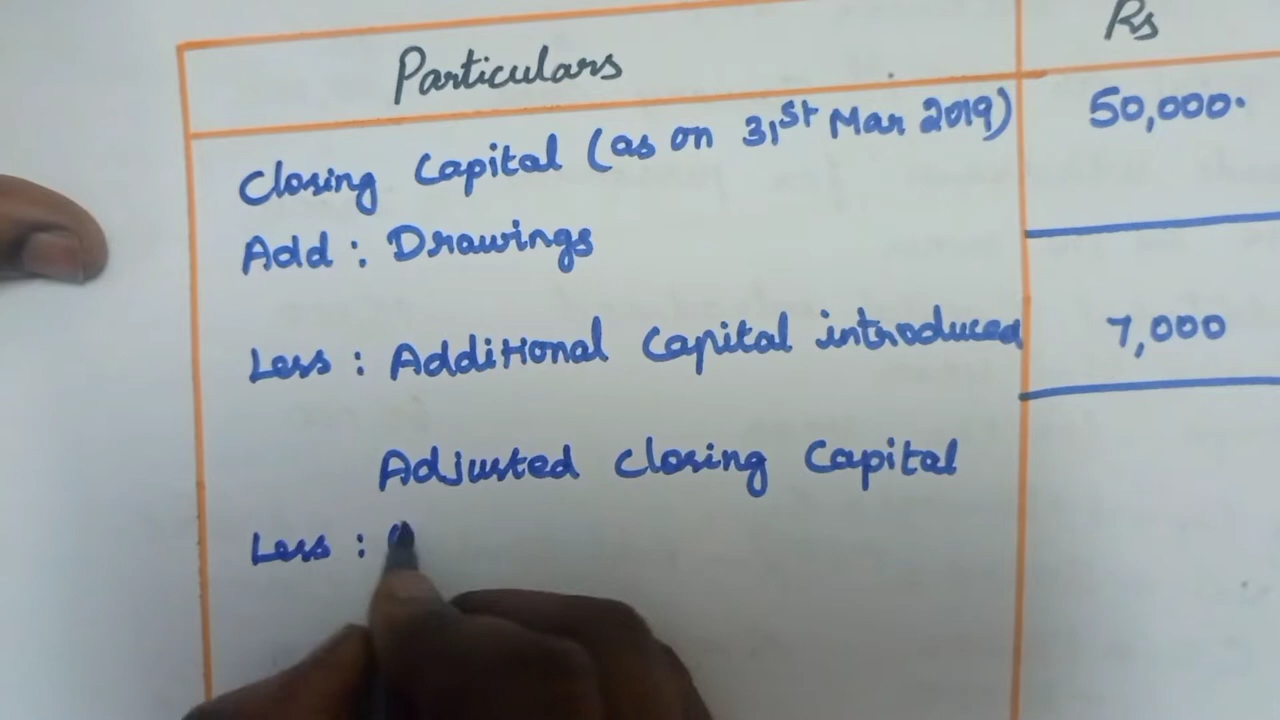 Particulars Rs
Closing Capital (as on 31st Mar 2019) 50,000.
Add : Drawings
Less : Additional Capital introduced 7,000
Adjusted closing Capital
Less :